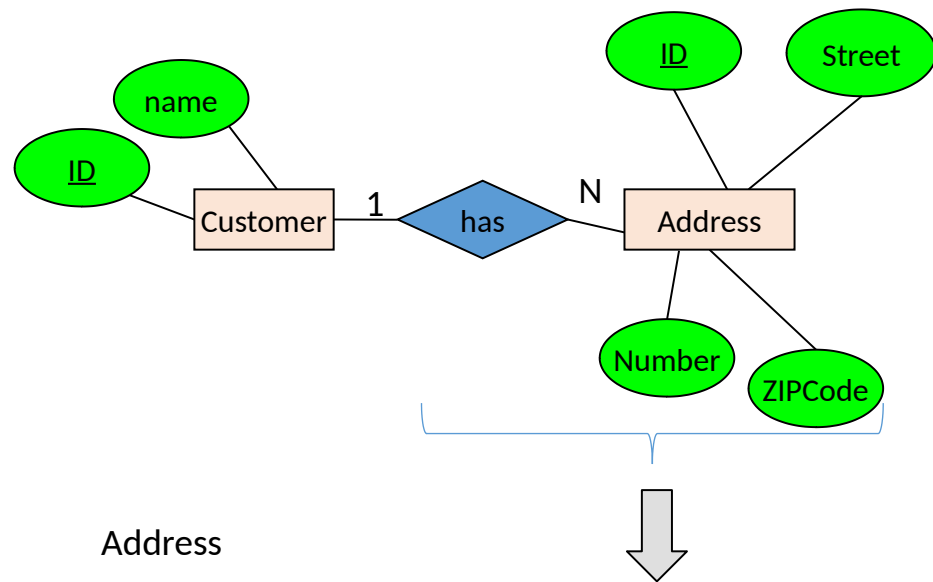 ID
Street
name
ID
Customer
1
has
N
Address
Number
ZIPCode
Address